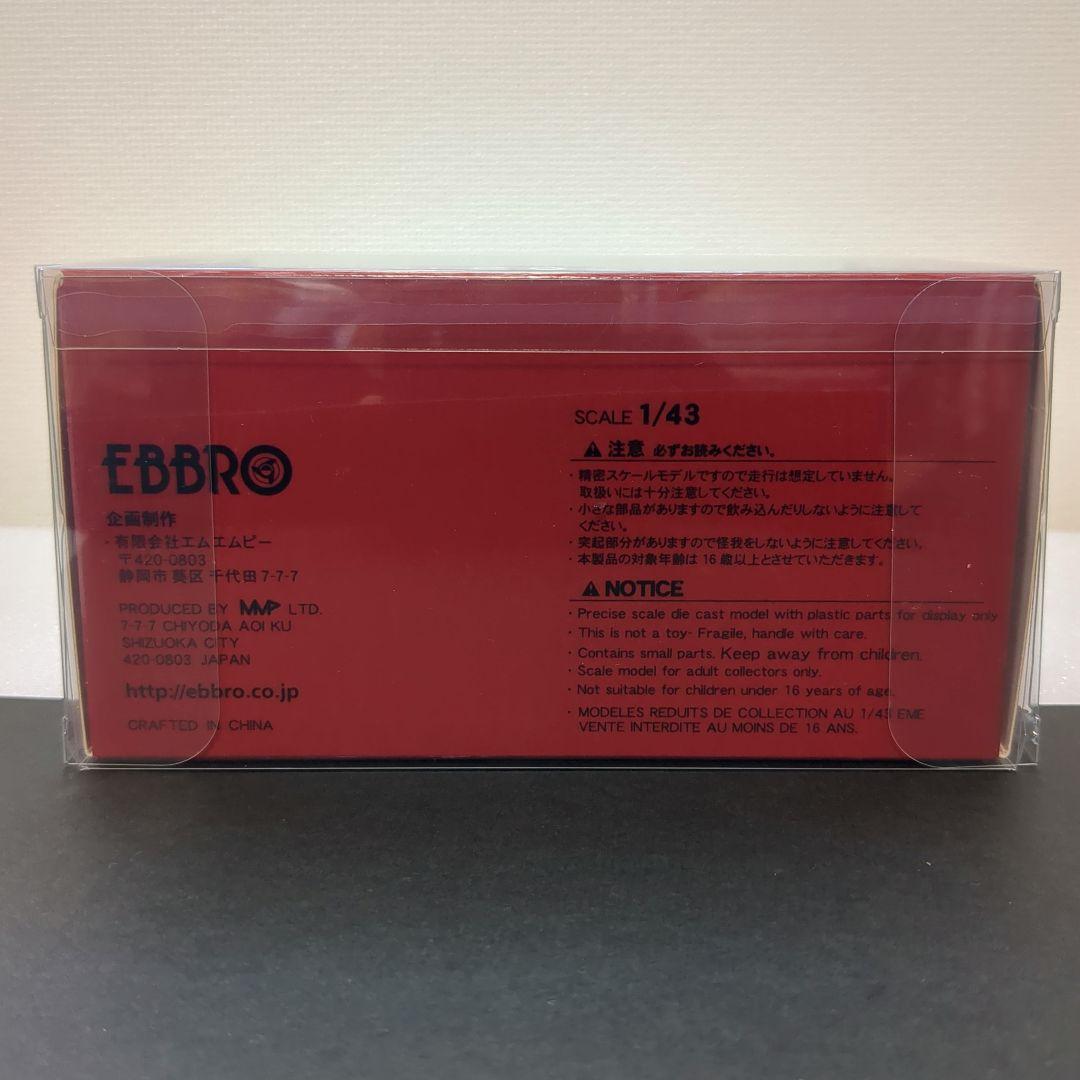 EBBRO
企画制作
・有限会社エムエムピー
〒420-0803
静岡市 葵区 千代田 7-7-7
PRODUCED BY MMP LTD.
7-7-7 CHIYODA AOI KU
SHIZUOKA CITY
420-0803 JAPAN
http://ebbro.co.jp
CRAFTED IN CHINA
SCALE 1/43
⚠ 注意 必ずお読みください。
・精密スケールモデルですので走行は想定していません。
取扱いには十分注意してください。
・小さな部品がありますので飲み込んだりしないように注意して
ください。
・突起部分がありますので怪我をしないように注意してください。
・本製品の対象年齢は 16 歳以上とさせていただきます。
⚠ NOTICE
・Precise scale die cast model with plastic parts for display only
・This is not a toy- Fragile, handle with care.
・Contains small parts. Keep away from children.
・Scale model for adult collectors only.
・Not suitable for children under 16 years of age.
・MODELES REDUITS DE COLLECTION AU 1/43 EME
VENTE INTERDITE AU MOINS DE 16 ANS.